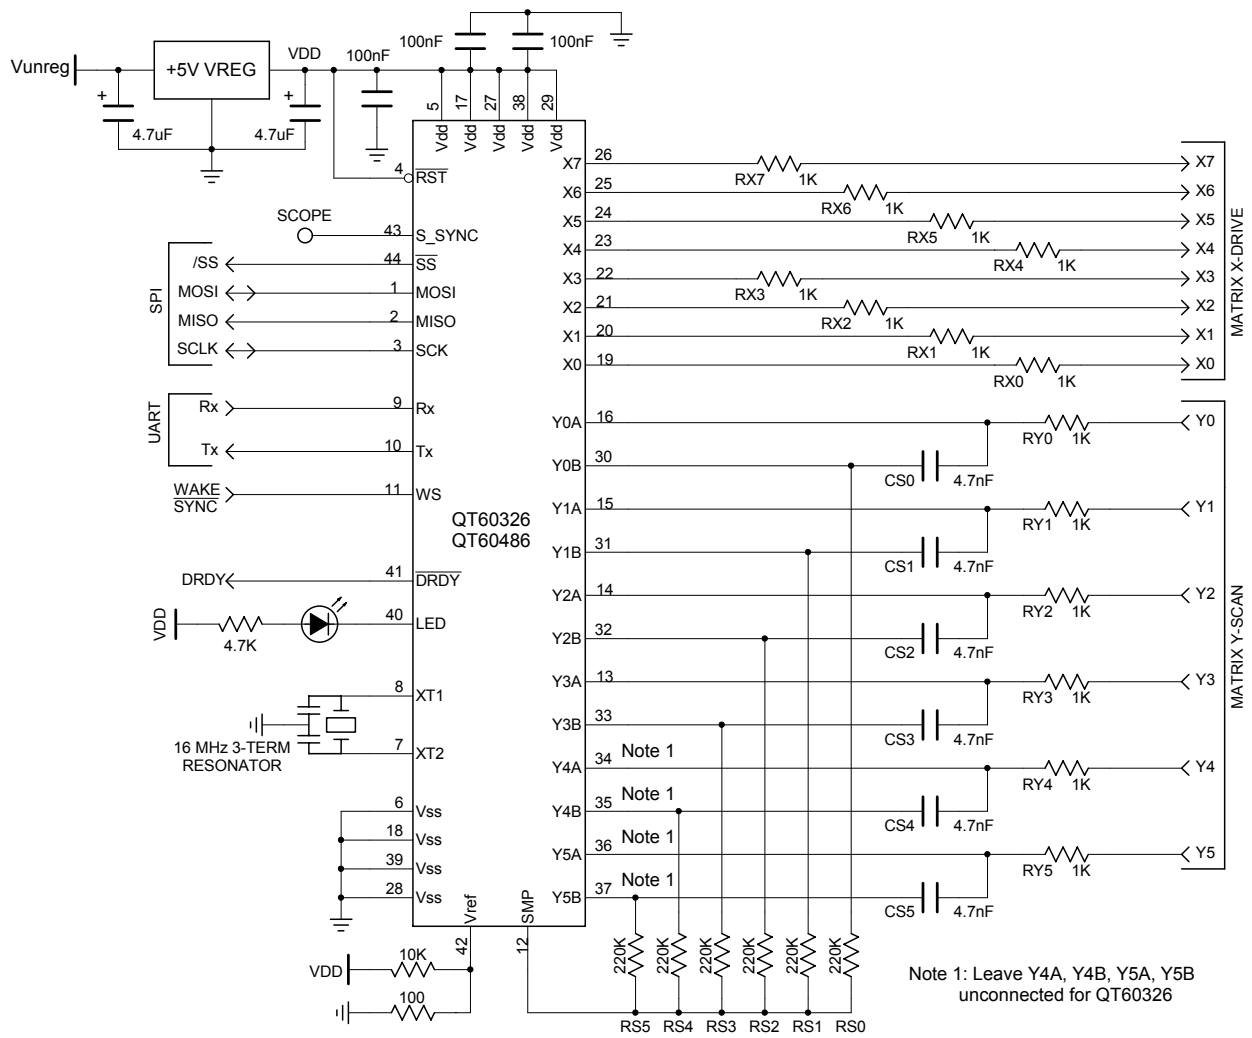 100nF
100nF
Vunreg
+5V VREG
VDD
100nF
+
4.7uF
+
4.7uF
5
17
27
38
29
Vdd
Vdd
Vdd
Vdd
Vdd
4
RST
SCOPE
43
S_SYNC
SPI
/SS
44
SS
MOSI
1
MOSI
MISO
2
MISO
SCLK
3
SCK
UART
Rx
9
Rx
Tx
10
Tx
WAKE
SYNC
11
WS
QT60326
QT60486
DRDY
41
DRDY
VDD
4.7K
40
LED
8
XT1
16 MHz 3-TERM
RESONATOR
7
XT2
6
Vss
18
Vss
39
Vss
28
Vss
Vref
42
SMP
12
VDD
10K
100
X7
26
RX7
1K
X7
X6
25
RX6
1K
X6
X5
24
RX5
1K
X5
X4
23
RX4
1K
X4
X3
22
RX3
1K
X3
X2
21
RX2
1K
X2
X1
20
RX1
1K
X1
X0
19
RX0
1K
X0
MATRIX X-DRIVE
Y0A
16
RY0
1K
Y0
Y0B
30
CS0
4.7nF
Y1A
15
RY1
1K
Y1
Y1B
31
CS1
4.7nF
Y2A
14
RY2
1K
Y2
Y2B
32
CS2
4.7nF
Y3A
13
RY3
1K
Y3
Y3B
33
CS3
4.7nF
Y4A
34
Note 1
RY4
1K
Y4
Y4B
35
Note 1
CS4
4.7nF
Y5A
36
Note 1
RY5
1K
Y5
Y5B
37
Note 1
CS5
4.7nF
MATRIX Y-SCAN
220K
220K
220K
220K
220K
220K
RS5
RS4
RS3
RS2
RS1
RS0
Note 1: Leave Y4A, Y4B, Y5A, Y5B
unconnected for QT60326